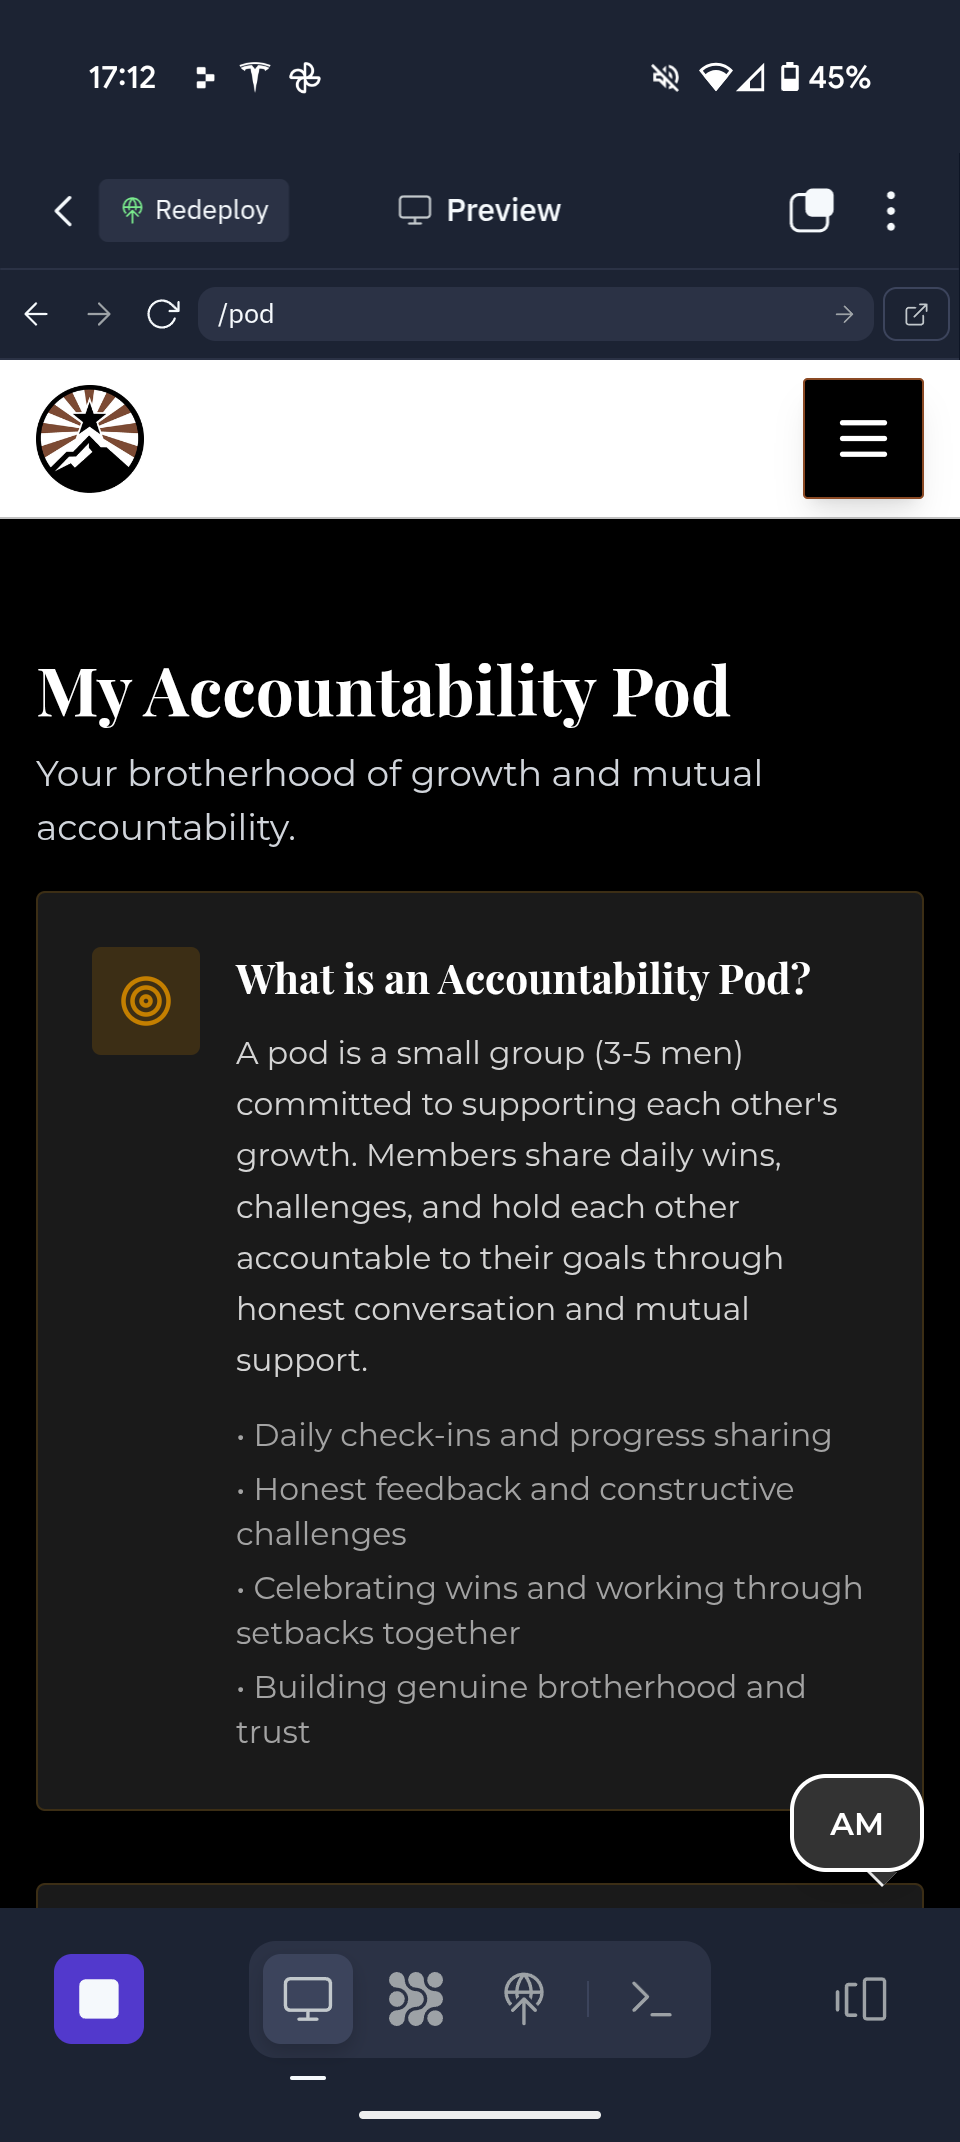 17:12
45%
Redeploy
Preview
/pod
My Accountability Pod
Your brotherhood of growth and mutual
accountability.
What is an Accountability Pod?
A pod is a small group (3-5 men)
committed to supporting each other's
growth. Members share daily wins,
challenges, and hold each other
accountable to their goals through
honest conversation and mutual
support.
• Daily check-ins and progress sharing
• Honest feedback and constructive
challenges
• Celebrating wins and working through
setbacks together
• Building genuine brotherhood and
trust
AM